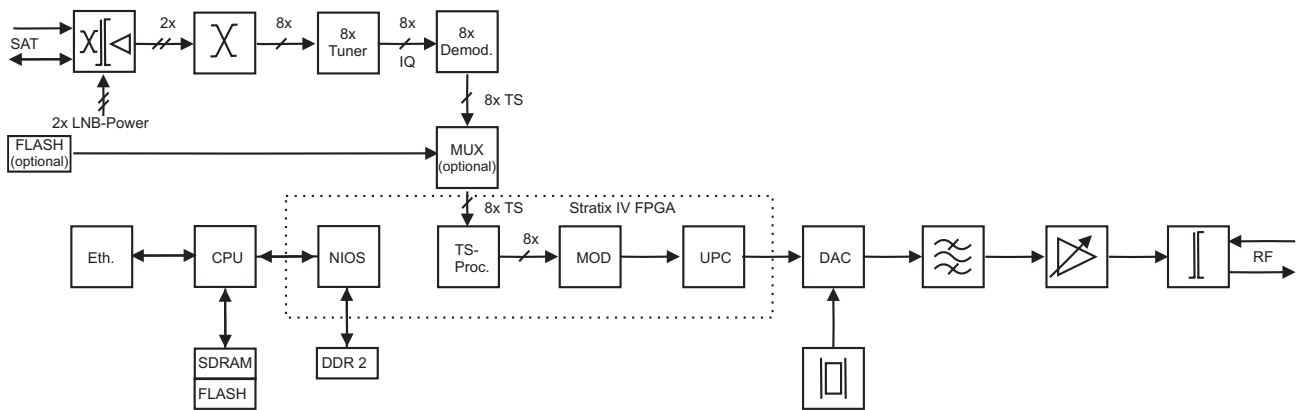 2x
8x
8x
SAT
8x
Tuner
IQ
8x
Demod.
2x LNB-Power
8x TS
FLASH
(optional)
MUX
(optional)
8x TS
Stratix IV FPGA
Eth.
CPU
NIOS
TS-
Proc.
8x
MOD
UPC
DAC
RF
SDRAM
FLASH
DDR 2